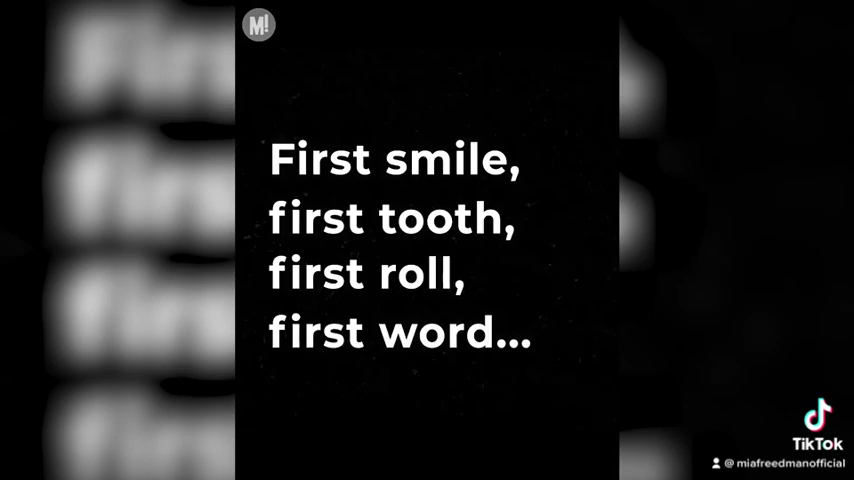 M!
First smile,
first tooth,
first roll,
first word...
TikTok
@ miafreedmanofficial